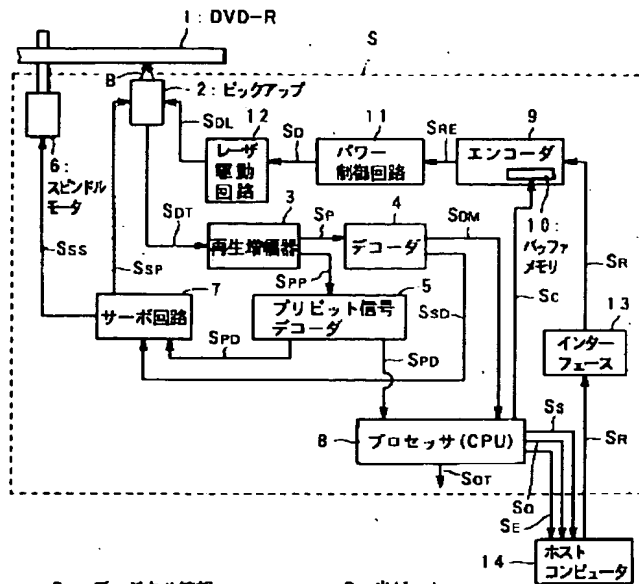 1: DVD-R
S
B
2: ピックアップ
12
11
9
SDL
SD
SRE
レーザ
駆動
回路
パワー
制御回路
エンコーダ
6:
スピンドル
モータ
SDT
3
SP
4
SDM
10:
バッファ
メモリ
再生増幅器
デコーダ
SSS
SSP
SPP
SC
SR
7
5
SSD
13
サーボ回路
プリピット信号
デコーダ
インター
フェース
SPD
SPD
8
プロセッサ(CPU)
SS
SR
SOT
SQ
SE
14
ホスト
コンピュータ